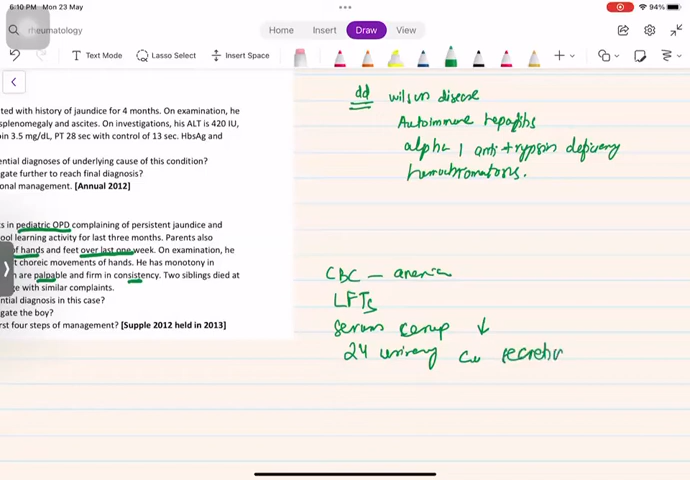 6:10 PM Mon 23 May
94%
rheumatology
Home Insert Draw View
Text Mode Lasso Select Insert Space
ted with history of jaundice for 4 months. On examination, he
splenomegaly and ascites. On investigations, his ALT is 420 IU,
in 3.5 mg/dL, PT 28 sec with control of 13 sec. HbsAg and
ential diagnoses of underlying cause of this condition?
gate further to reach final diagnosis?
onal management. [Annual 2012]
s in pediatric OPD complaining of persistent jaundice and
ool learning activity for last three months. Parents also
of hands and feet over last one week. On examination, he
t choreic movements of hands. He has monotony in
n are palpable and firm in consistency. Two siblings died at
e with similar complaints.
ntial diagnosis in this case?
gate the boy?
rst four steps of management? [Supple 2012 held in 2013]
dd wilson disease
Autoimmune
alpha 1 anti trypsin
CBC - anemia
LFTs
Serum ↓
24 urinary Cu